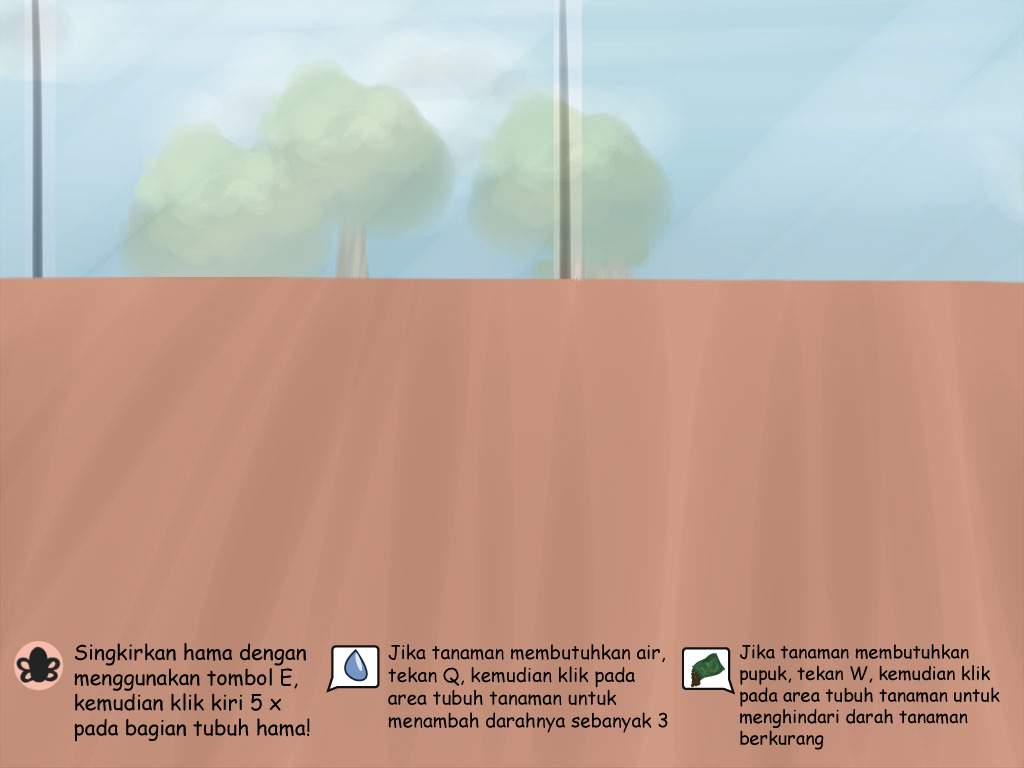 Singkirkan hama dengan
menggunakan tombol E,
kemudian klik kiri 5 x
pada bagian tubuh hama!
Jika tanaman membutuhkan air,
tekan Q, kemudian klik pada
area tubuh tanaman untuk
menambah darahnya sebanyak 3
Jika tanaman membutuhkan
pupuk, tekan W, kemudian klik
pada area tubuh tanaman untuk
menghindari darah tanaman
berkurang